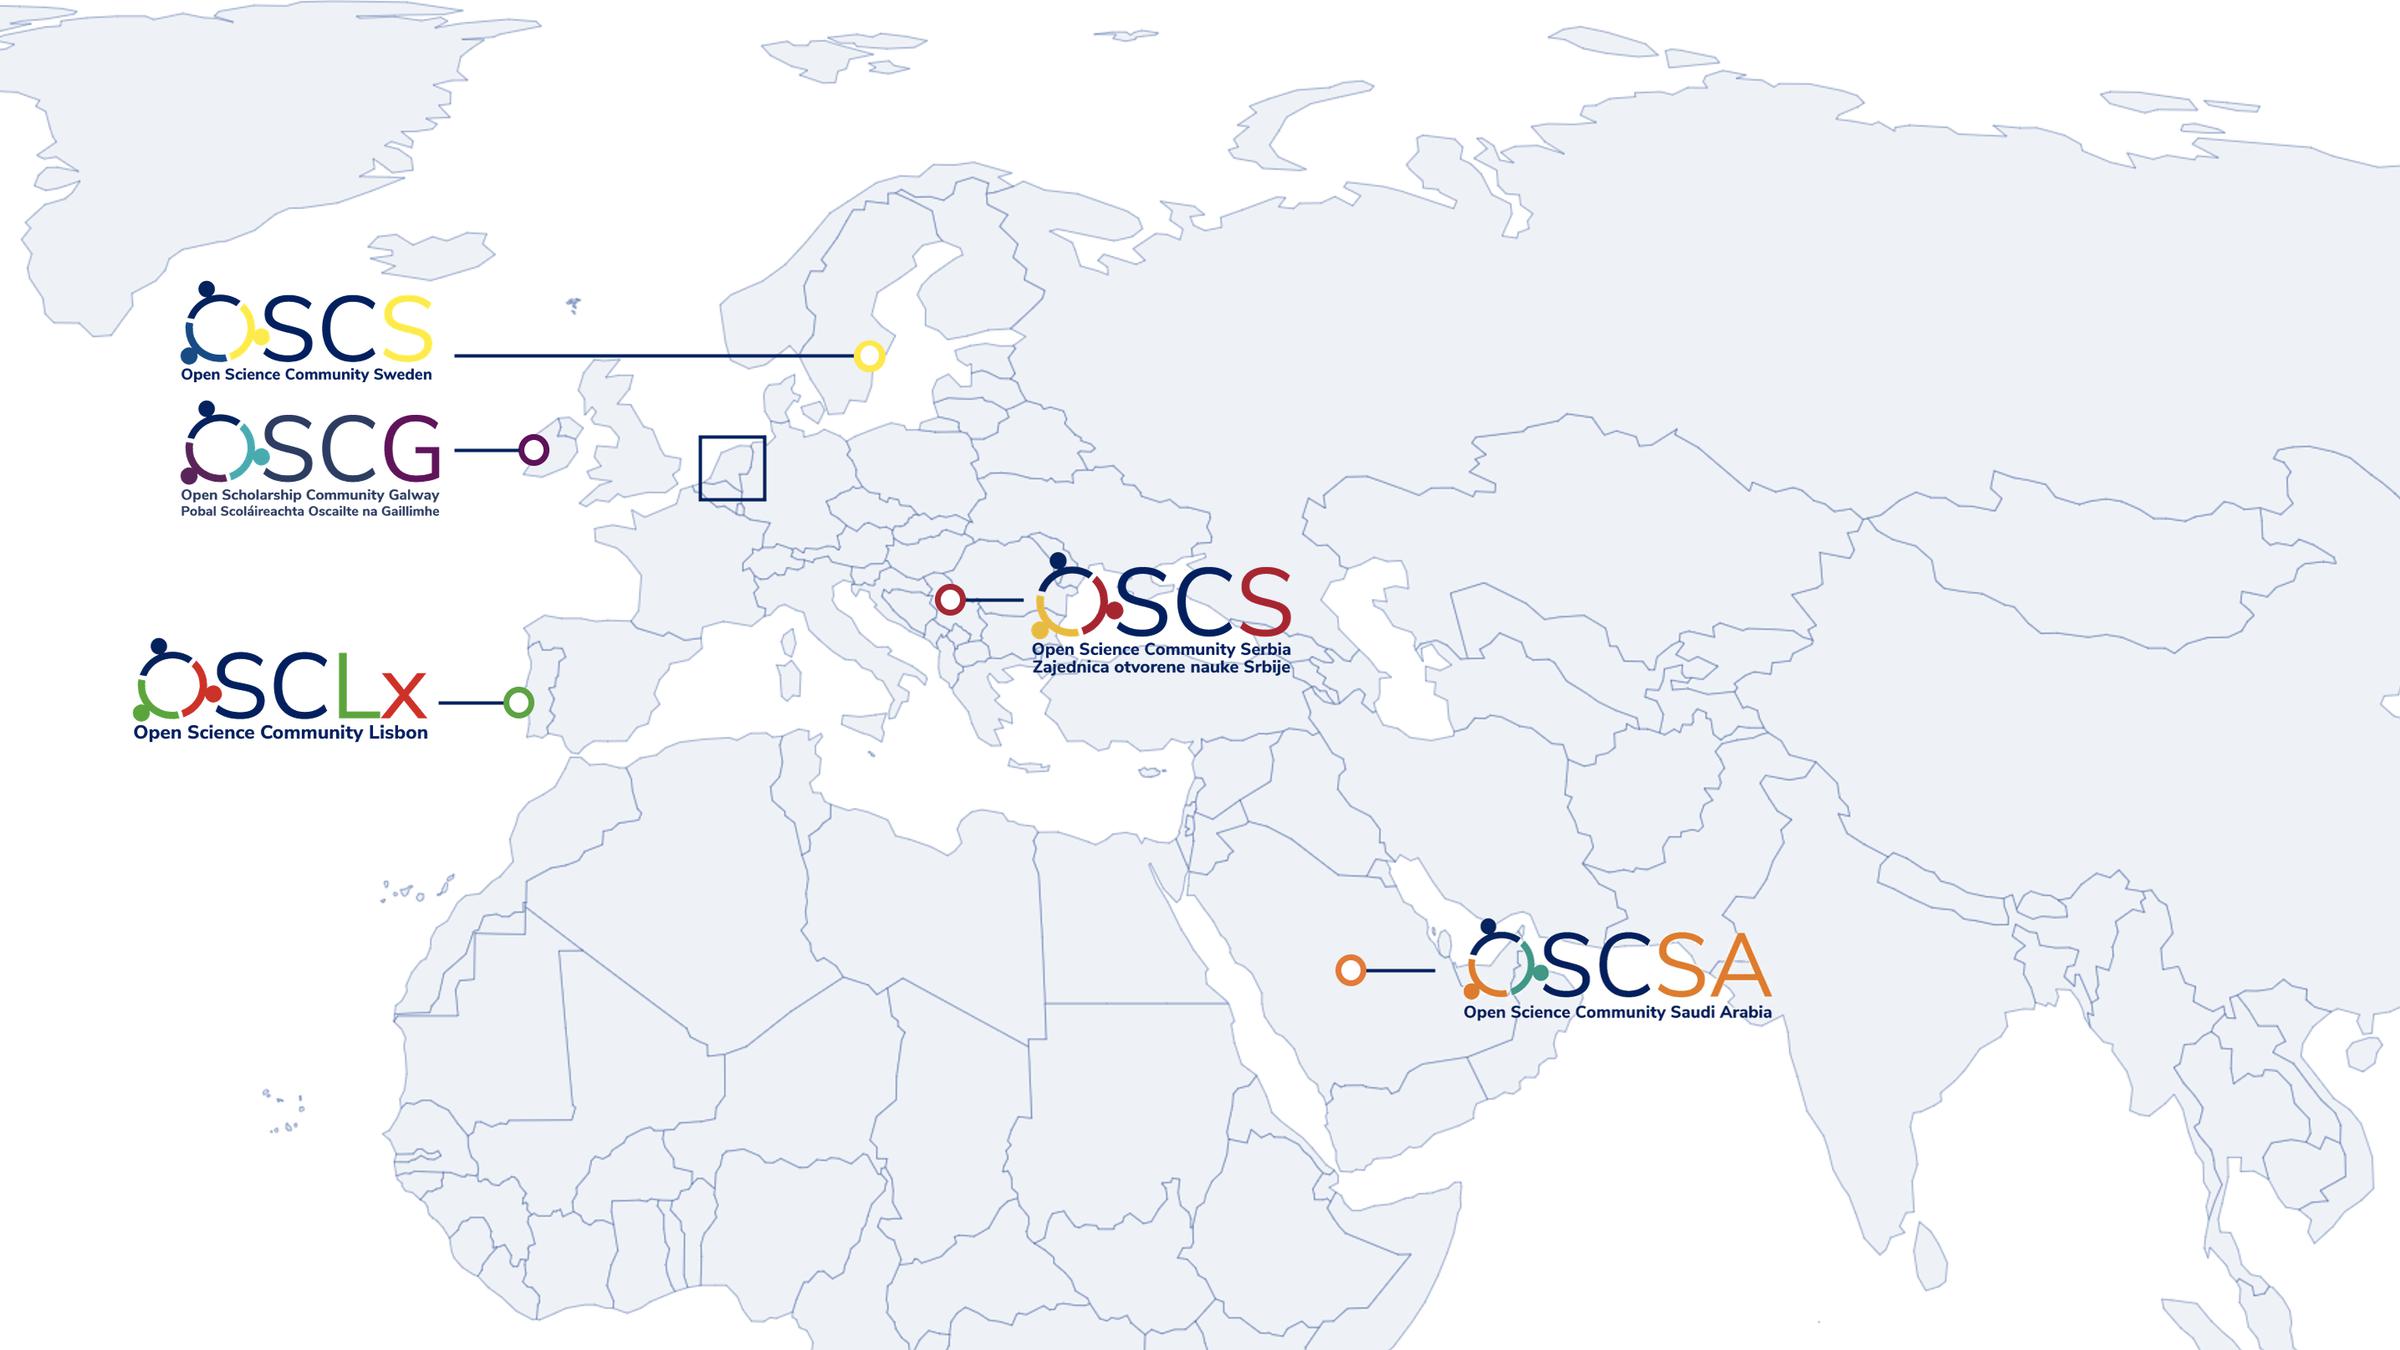 OSCS
Open Science Community Sweden
OSCG
Open Scholarship Community Galway
Pobal Scoláireachta Oscailte na Gaillimhe
OSCS
Open Science Community Serbia
Zajednica otvorene nauke Srbije
OSCLx
Open Science Community Lisbon
OSCSA
Open Science Community Saudi Arabia